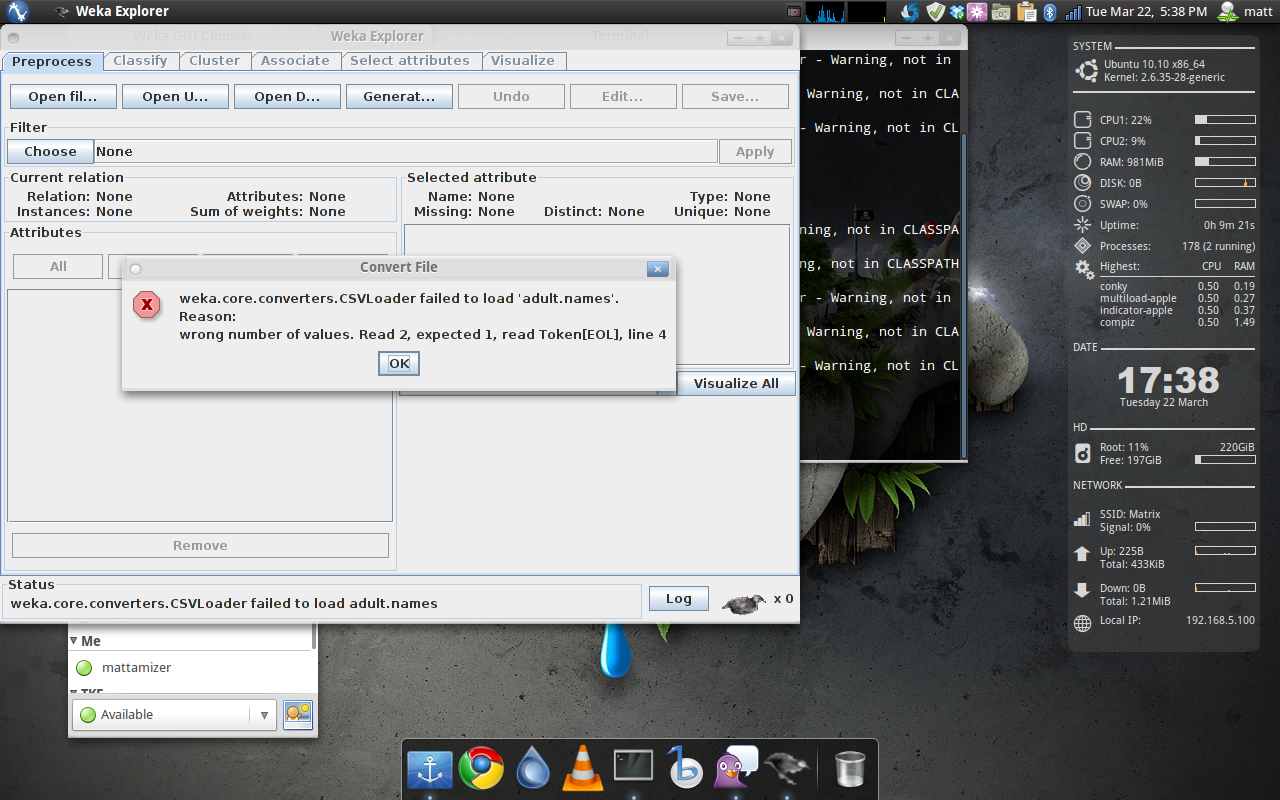 Weka Explorer
Tue Mar 22, 5:38 PM
matt
Weka GUI Chooser
Weka Explorer
Terminal
Preprocess
Classify
Cluster
Associate
Select attributes
Visualize
Open fil...
Open U...
Open D...
Generat...
Undo
Edit...
Save...
Filter
Choose
None
Apply
Current relation
Relation: None
Attributes: None
Instances: None
Sum of weights: None
Selected attribute
Name: None
Type: None
Missing: None
Distinct: None
Unique: None
Attributes
All
Convert File
weka.core.converters.CSVLoader failed to load 'adult.names'.
Reason:
wrong number of values. Read 2, expected 1, read Token[EOL], line 4
OK
Visualize All
Remove
Status
weka.core.converters.CSVLoader failed to load adult.names
Log
x 0
r - Warning, not in
Warning, not in CLA
- Warning, not in CL
ning, not in CLASSPA
ng, not in CLASSPATH
r - Warning, not in
Warning, not in CLA
- Warning, not in CL
Me
mattamizer
Available
SYSTEM
Ubuntu 10.10 x86_64
Kernel: 2.6.35-28-generic
CPU1: 22%
CPU2: 9%
RAM: 981MiB
DISK: 0B
SWAP: 0%
Uptime: 0h 9m 21s
Processes: 178 (2 running)
Highest: CPU RAM
conky 0.50 0.19
multiload-apple 0.50 0.27
indicator-apple 0.50 0.37
compiz 0.50 1.49
DATE
17:38
Tuesday 22 March
HD
Root: 11% 220GiB
Free: 197GiB
NETWORK
SSID: Matrix
Signal: 0%
Up: 225B
Total: 433KiB
Down: 0B
Total: 1.21MiB
Local IP: 192.168.5.100